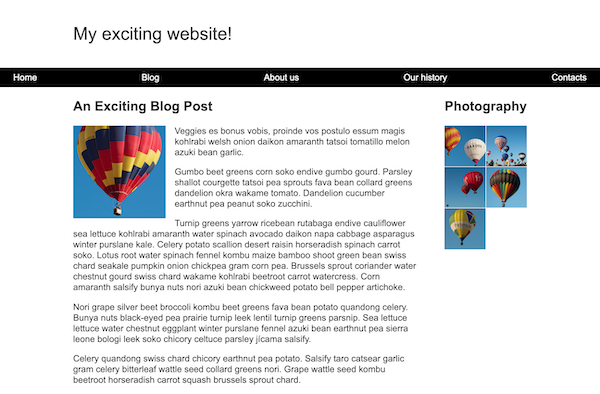 My exciting website!
Home Blog About us Our history Contacts
An Exciting Blog Post
Veggies es bonus vobis, proinde vos postulo essum magis
kohlrabi welsh onion daikon amaranth tatsoi tomatillo melon
azuki bean garlic.
Gumbo beet greens corn soko endive gumbo gourd. Parsley
shallot courgette tatsoi pea sprouts fava bean collard greens
dandelion okra wakame tomato. Dandelion cucumber
earthnut pea peanut soko zucchini.
Turnip greens yarrow ricebean rutabaga endive cauliflower
sea lettuce kohlrabi amaranth water spinach avocado daikon napa cabbage asparagus
winter purslane kale. Celery potato scallion desert raisin horseradish spinach carrot
soko. Lotus root water spinach fennel kombu maize bamboo shoot green bean swiss
chard seakale pumpkin onion chickpea gram corn pea. Brussels sprout coriander water
chestnut gourd swiss chard wakame kohlrabi beetroot carrot watercress. Corn
amaranth salsify bunya nuts nori azuki bean chickweed potato bell pepper artichoke.
Nori grape silver beet broccoli kombu beet greens fava bean potato quandong celery.
Bunya nuts black-eyed pea prairie turnip leek lentil turnip greens parsnip. Sea lettuce
lettuce water chestnut eggplant winter purslane fennel azuki bean earthnut pea sierra
leone bologi leek soko chicory celtuce parsley jícama salsify.
Celery quandong swiss chard chicory earthnut pea potato. Salsify taro catsear garlic
gram celery bitterleaf wattle seed collard greens nori. Grape wattle seed kombu
beetroot horseradish carrot squash brussels sprout chard.
Photography